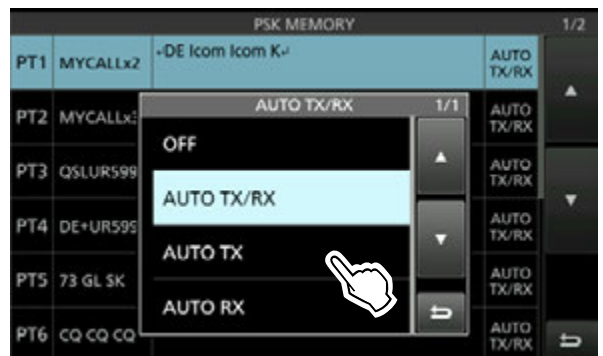 PSK MEMORY 1/2
PT1 MYCALLx2 ↵DE Icom Icom K↵ AUTO TX/RX
PT2 MYCALLx3 AUTO TX/RX
AUTO TX/RX 1/1
OFF
PT3 QSLUR599 AUTO TX/RX
AUTO TX/RX
PT4 DE+UR599 AUTO TX/RX
AUTO TX
PT5 73 GL SK AUTO TX/RX
AUTO RX
PT6 CQ CQ CQ AUTO TX/RX